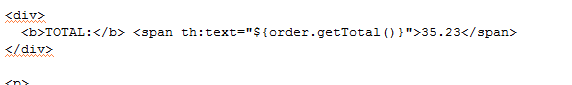 <div>
<b>TOTAL:</b> <span th:text="${order.getTotal()}">35.23</span>
</div>
<p>